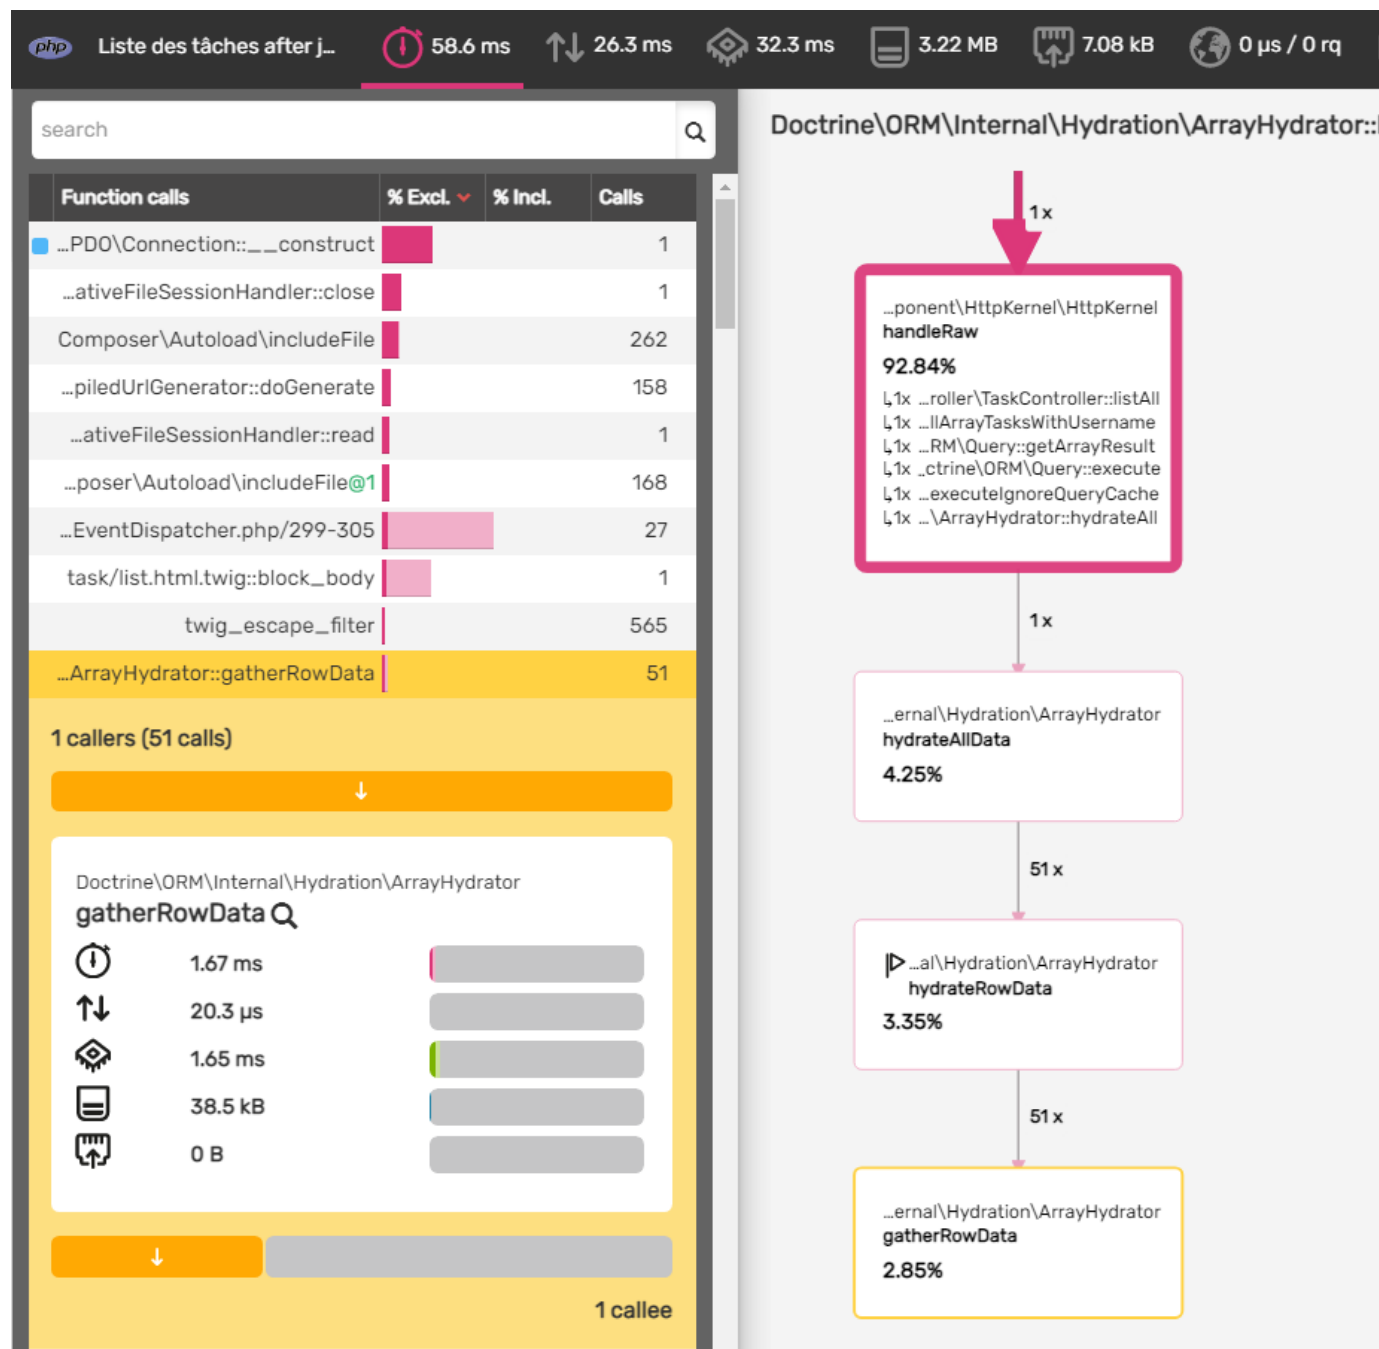 php Liste des tâches after j... 58.6 ms 26.3 ms 32.3 ms 3.22 MB 7.08 kB 0 µs / 0 rq
search
Function calls % Excl. % Incl. Calls
...PDO\Connection::__construct 1
...ativeFileSessionHandler::close 1
Composer\Autoload\includeFile 262
...piledUrlGenerator::doGenerate 158
...ativeFileSessionHandler::read 1
...poser\Autoload\includeFile@1 168
...EventDispatcher.php/299-305 27
task/list.html.twig::block_body 1
twig_escape_filter 565
...ArrayHydrator::gatherRowData 51
1 callers (51 calls)
Doctrine\ORM\Internal\Hydration\ArrayHydrator
gatherRowData
1.67 ms
20.3 µs
1.65 ms
38.5 kB
0 B
1 callee
Doctrine\ORM\Internal\Hydration\ArrayHydrator::
1 x
...ponent\HttpKernel\HttpKernel
handleRaw
92.84%
↳1x ...roller\TaskController::listAll
↳1x ...llArrayTasksWithUsername
↳1x ...RM\Query::getArrayResult
↳1x ...ctrine\ORM\Query::execute
↳1x ...executeIgnoreQueryCache
↳1x ...\ArrayHydrator::hydrateAll
1 x
...ernal\Hydration\ArrayHydrator
hydrateAllData
4.25%
51 x
...al\Hydration\ArrayHydrator
hydrateRowData
3.35%
51 x
...ernal\Hydration\ArrayHydrator
gatherRowData
2.85%